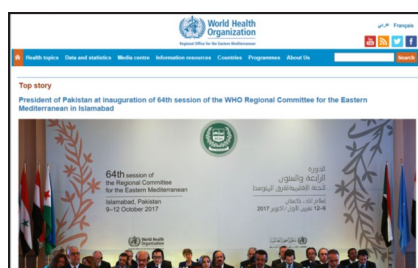 World Health
Organization
Regional Office for the Eastern Mediterranean
عربي Français
Health topics Data and statistics Media centre Information resources Countries Programmes About Us Search
Top story
President of Pakistan at inauguration of 64th session of the WHO Regional Committee for the Eastern
Mediterranean in Islamabad
64th session of
the Regional Committee
for the Eastern Mediterranean
Islamabad, Pakistan
9–12 October 2017
الدورة
الرابعة والستون
للجنة الإقليمية لشرق المتوسط
إسلام آباد، باكستان
9–12 تشرين الأول/أكتوبر 2017
World Health
Organization